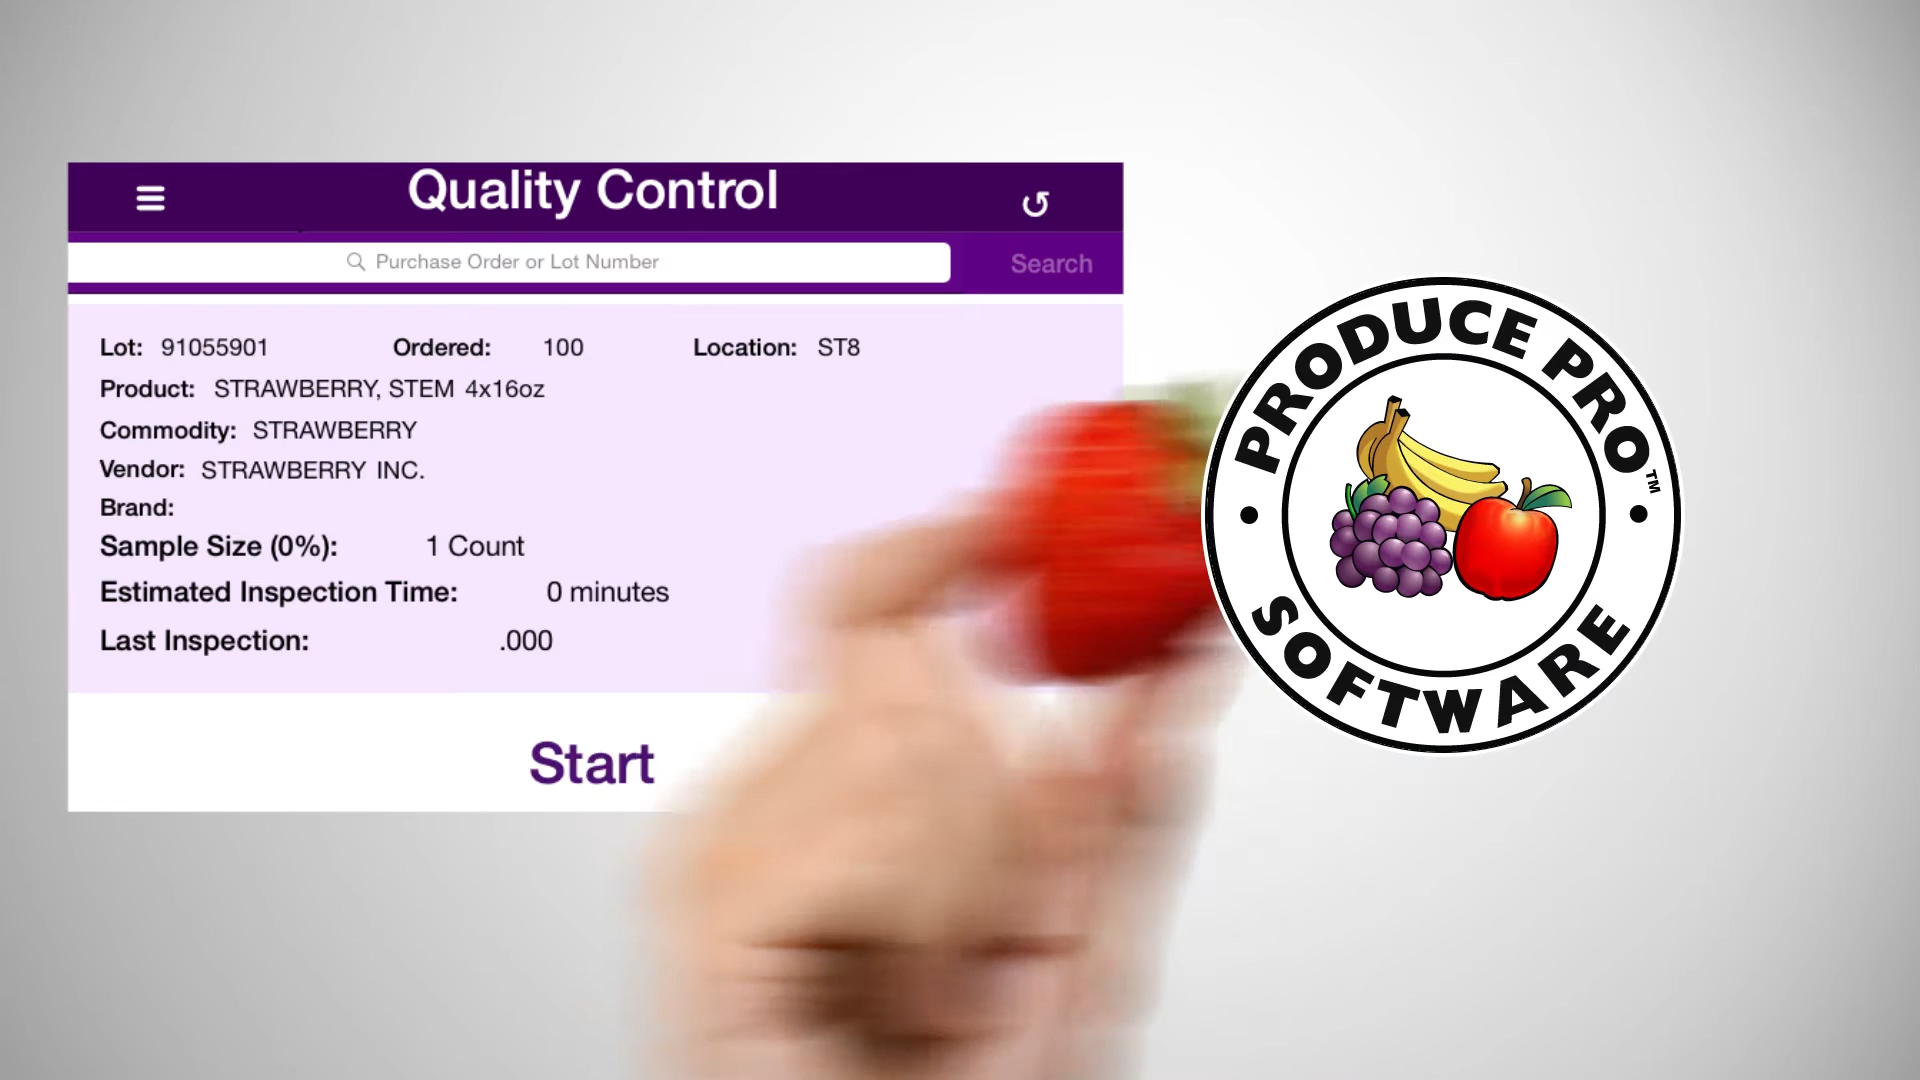 Quality Control
Purchase Order or Lot Number
Search
Lot: 91055901 Ordered: 100 Location: ST8
Product: STRAWBERRY, STEM 4x16oz
Commodity: STRAWBERRY
Vendor: STRAWBERRY INC.
Brand:
Sample Size (0%): 1 Count
Estimated Inspection Time: 0 minutes
Last Inspection: .000
Start
PRODUCE PRO™
SOFTWARE